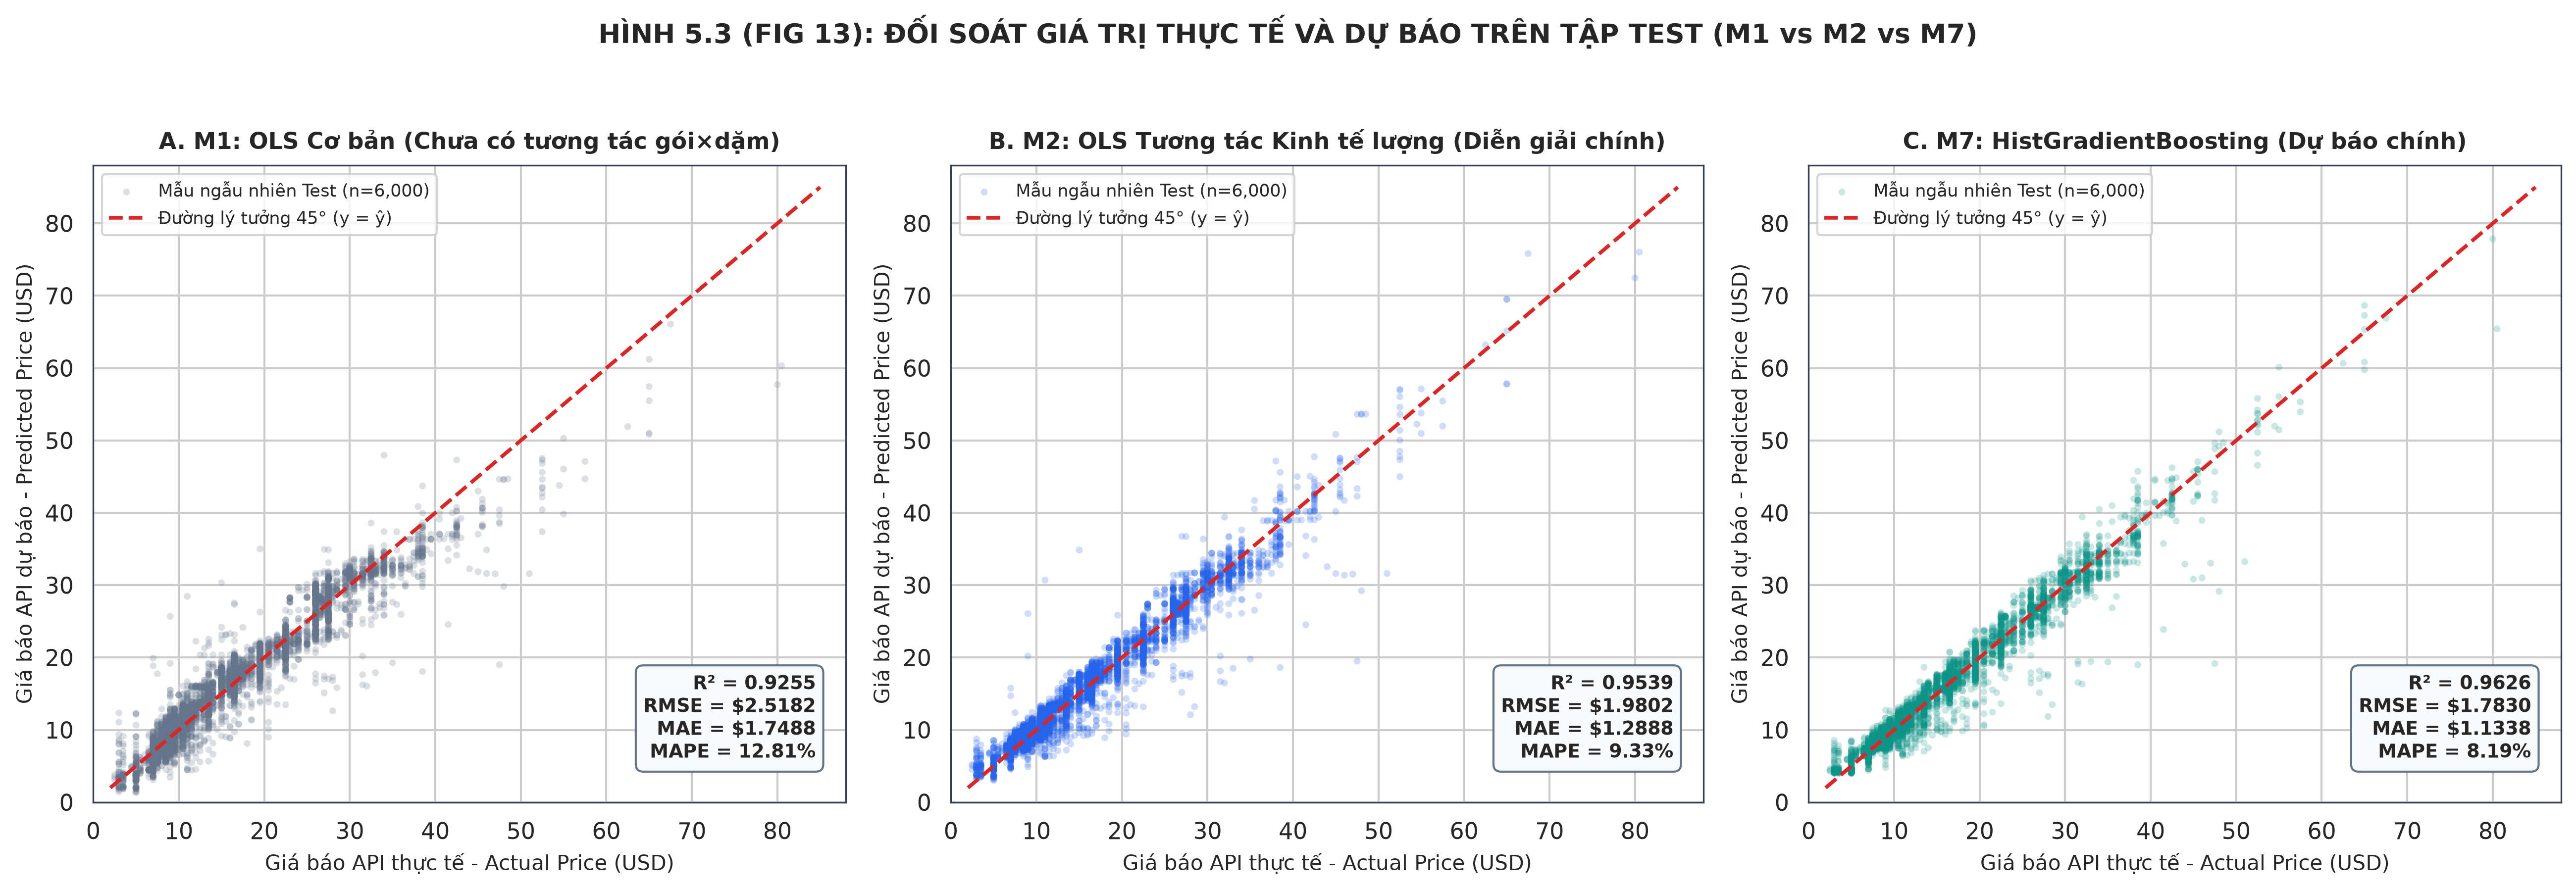 HÌNH 5.3 (FIG 13): ĐỐI SOÁT GIÁ TRỊ THỰC TẾ VÀ DỰ BÁO TRÊN TẬP TEST (M1 vs M2 vs M7)
A. M1: OLS Cơ bản (Chưa có tương tác gói×dặm)
Mẫu ngẫu nhiên Test (n=6,000)
Đường lý tưởng 45° (y = ŷ)
Giá báo API dự báo - Predicted Price (USD)
80
70
60
50
40
30
20
10
0
R² = 0.9255
RMSE = $2.5182
MAE = $1.7488
MAPE = 12.81%
0 10 20 30 40 50 60 70 80
Giá báo API thực tế - Actual Price (USD)
B. M2: OLS Tương tác Kinh tế lượng (Diễn giải chính)
Mẫu ngẫu nhiên Test (n=6,000)
Đường lý tưởng 45° (y = ŷ)
Giá báo API dự báo - Predicted Price (USD)
80
70
60
50
40
30
20
10
0
R² = 0.9539
RMSE = $1.9802
MAE = $1.2888
MAPE = 9.33%
0 10 20 30 40 50 60 70 80
Giá báo API thực tế - Actual Price (USD)
C. M7: HistGradientBoosting (Dự báo chính)
Mẫu ngẫu nhiên Test (n=6,000)
Đường lý tưởng 45° (y = ŷ)
Giá báo API dự báo - Predicted Price (USD)
80
70
60
50
40
30
20
10
0
R² = 0.9626
RMSE = $1.7830
MAE = $1.1338
MAPE = 8.19%
0 10 20 30 40 50 60 70 80
Giá báo API thực tế - Actual Price (USD)